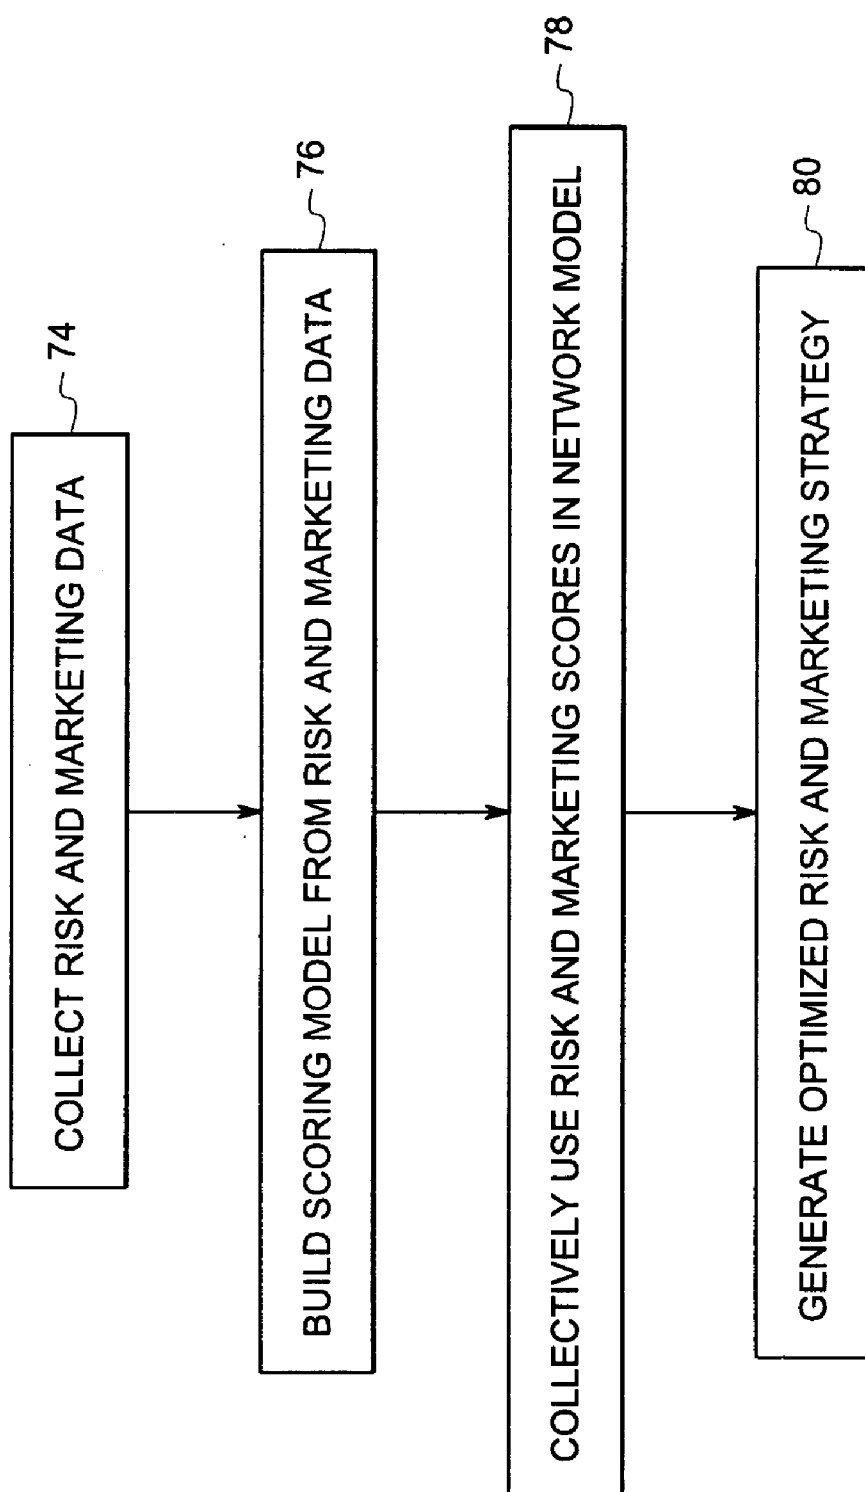 COLLECT RISK AND MARKETING DATA
74
BUILD SCORING MODEL FROM RISK AND MARKETING DATA
76
COLLECTIVELY USE RISK AND MARKETING SCORES IN NETWORK MODEL
78
GENERATE OPTIMIZED RISK AND MARKETING STRATEGY
80